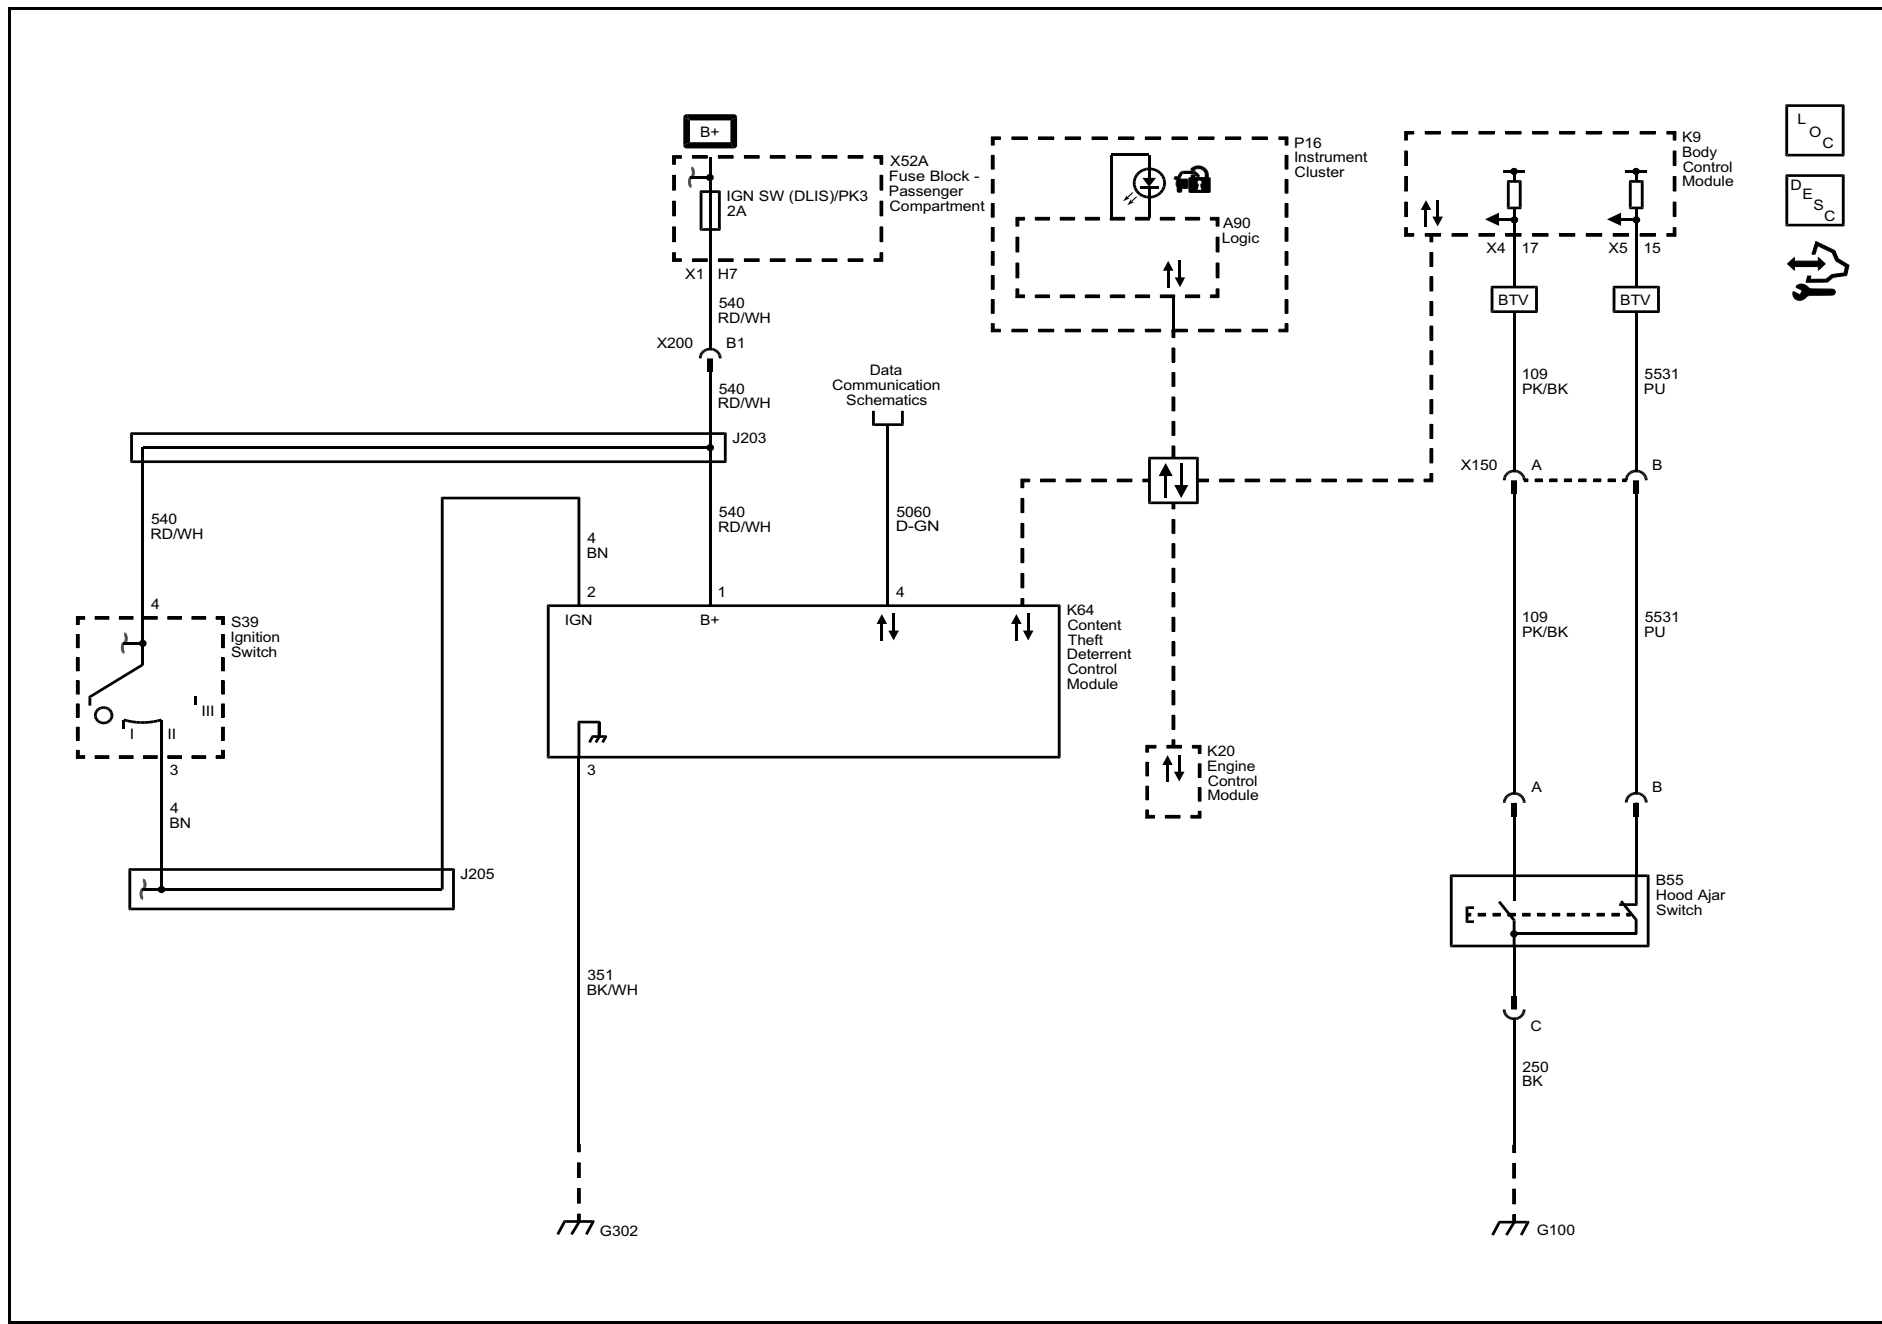 B+
X52A
Fuse Block -
Passenger
Compartment
IGN SW (DLIS)/PK3
2A
X1 H7
540
RD/WH
X200 B1
540
RD/WH
J203
540
RD/WH
4
S39
Ignition
Switch
I
II
III
3
4
BN
J205
4
BN
2
540
RD/WH
1
Data
Communication
Schematics
5060
D-GN
4
IGN
B+
K64
Content
Theft
Deterrent
Control
Module
3
351
BK/WH
G302
P16
Instrument
Cluster
A90
Logic
K20
Engine
Control
Module
K9
Body
Control
Module
X4 17
X5 15
BTV
BTV
109
PK/BK
5531
PU
X150 A
B
109
PK/BK
5531
PU
A
B
B55
Hood Ajar
Switch
C
250
BK
G100
LOC
DESC